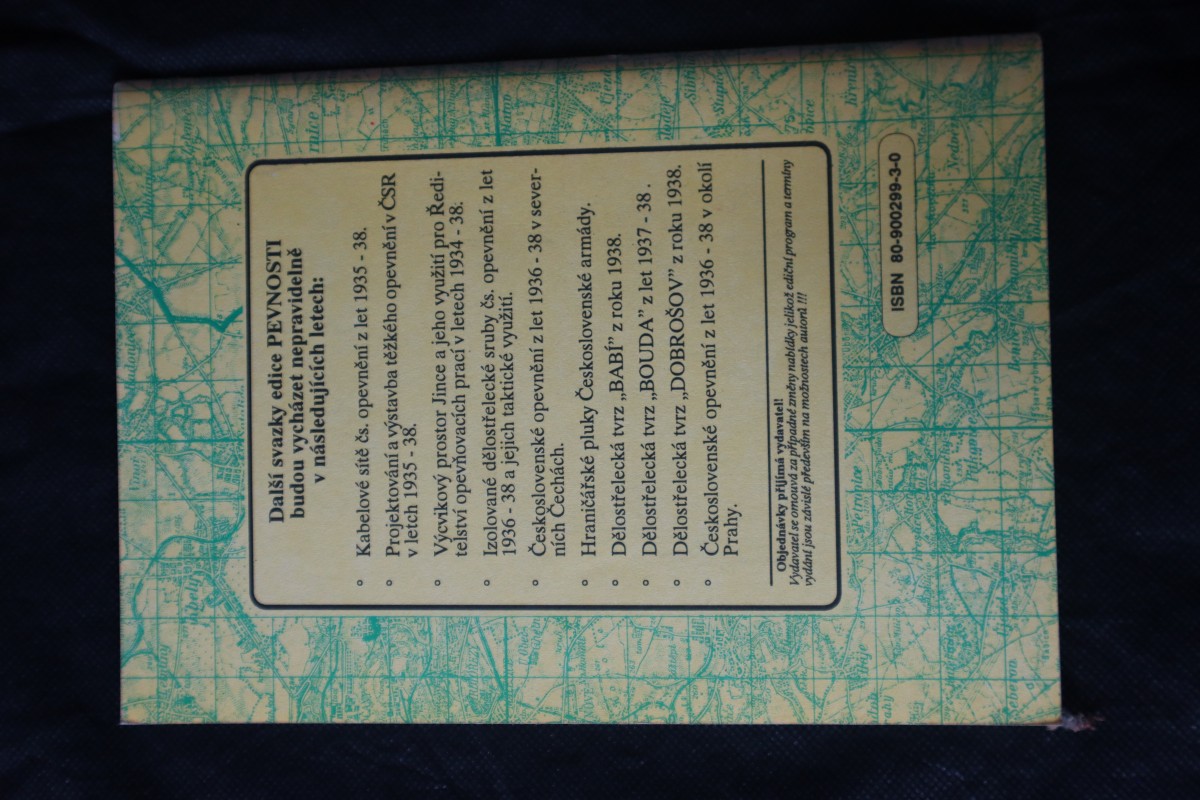 Další svazky edice PEVNOSTI
budou vycházet nepravidelně
v následujících letech:
° Kabelové sítě čs. opevnění z let 1935 - 38.
° Projektování a výstavba těžkého opevnění v ČSR
v letch 1935 - 38.
° Výcvikový prostor Jince a jeho využití pro Ředi-
telství opevňovacích prací v letech 1934 - 38.
° Izolované dělostřelecké sruby čs. opevnění z let
1936 - 38 a jejich taktické využití.
° Československé opevnění z let 1936 - 38 v sever-
ních Čechách.
° Hraničářské pluky Československé armády.
° Dělostřelecká tvrz „BABÍ” z roku 1938.
° Dělostřelecká tvrz „BOUDA” z let 1937 - 38 .
° Dělostřelecká tvrz „DOBROŠOV” z roku 1938.
° Československé opevnění z let 1936 - 38 v okolí
Prahy.
Objednávky přijímá vydavatel!
Vydavatel se omouvá za případné změny nabídky jelikož ediční program a termíny
vydání jsou závislé především na možnostech autorů !!!
ISBN 80-900299-3-0